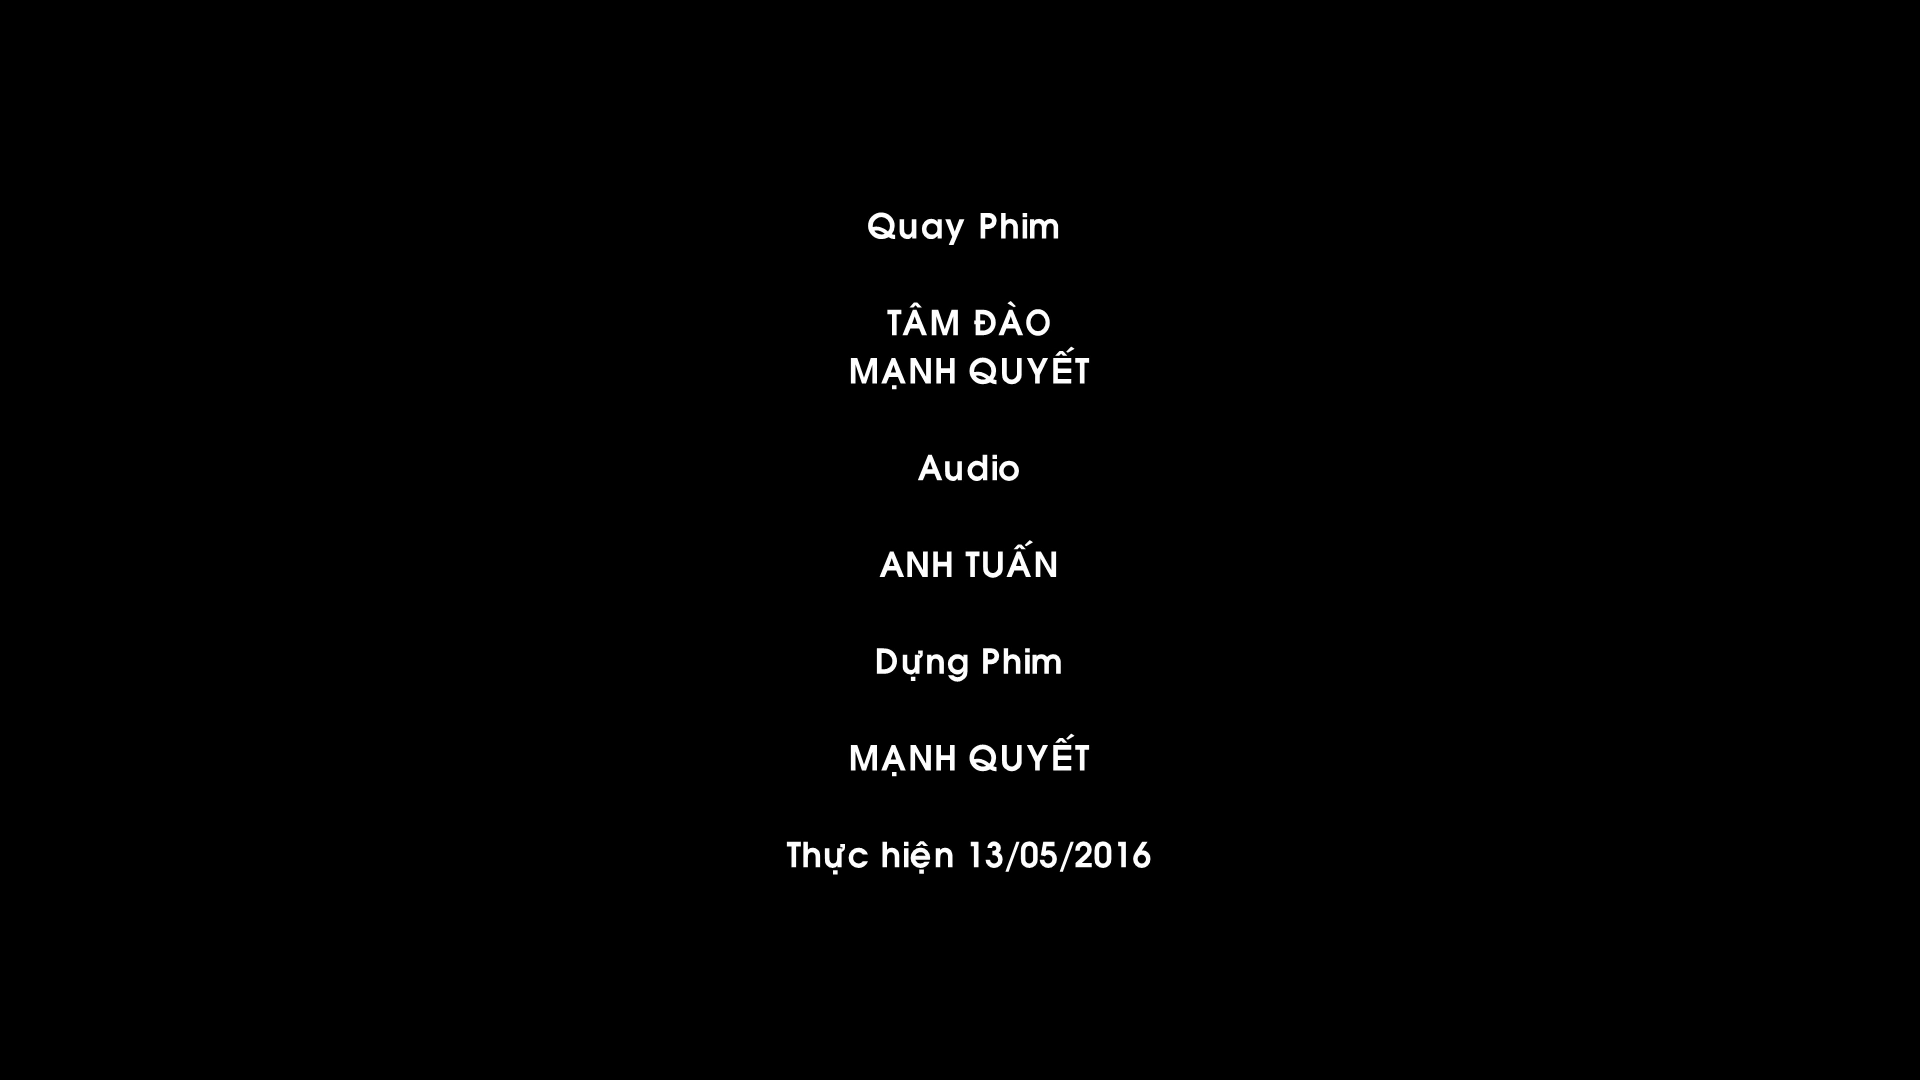 Quay Phim
TÂM ĐÀO
MẠNH QUYẾT
Audio
ANH TUẤN
Dựng Phim
MẠNH QUYẾT
Thực hiện 13/05/2016